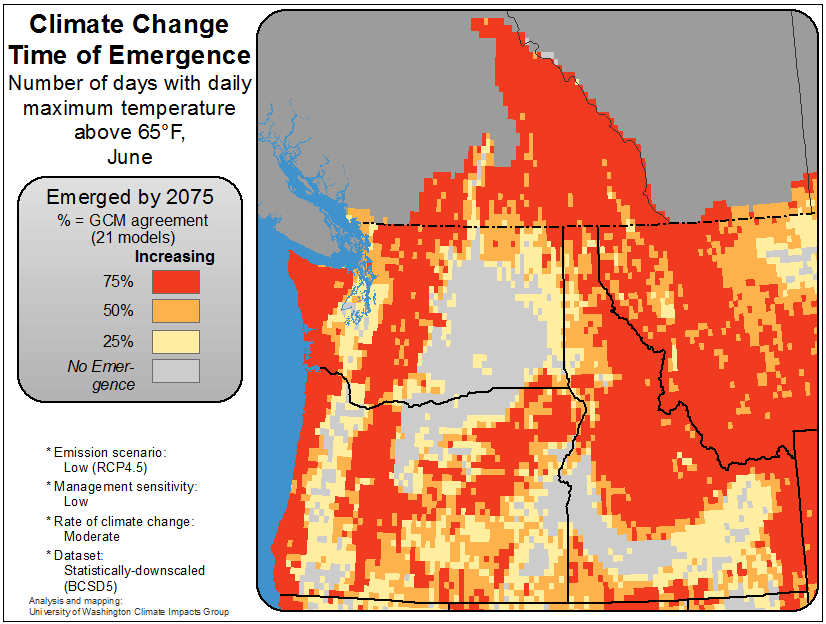 Climate Change
Time of Emergence
Number of days with daily
maximum temperature
above 65°F,
June
Emerged by 2075
% = GCM agreement
(21 models)
Increasing
75%
50%
25%
No Emer-
gence
* Emission scenario:
Low (RCP4.5)
* Management sensitivity:
Low
* Rate of climate change:
Moderate
* Dataset:
Statistically-downscaled
(BCSD5)
Analysis and mapping:
University of Washington Climate Impacts Group